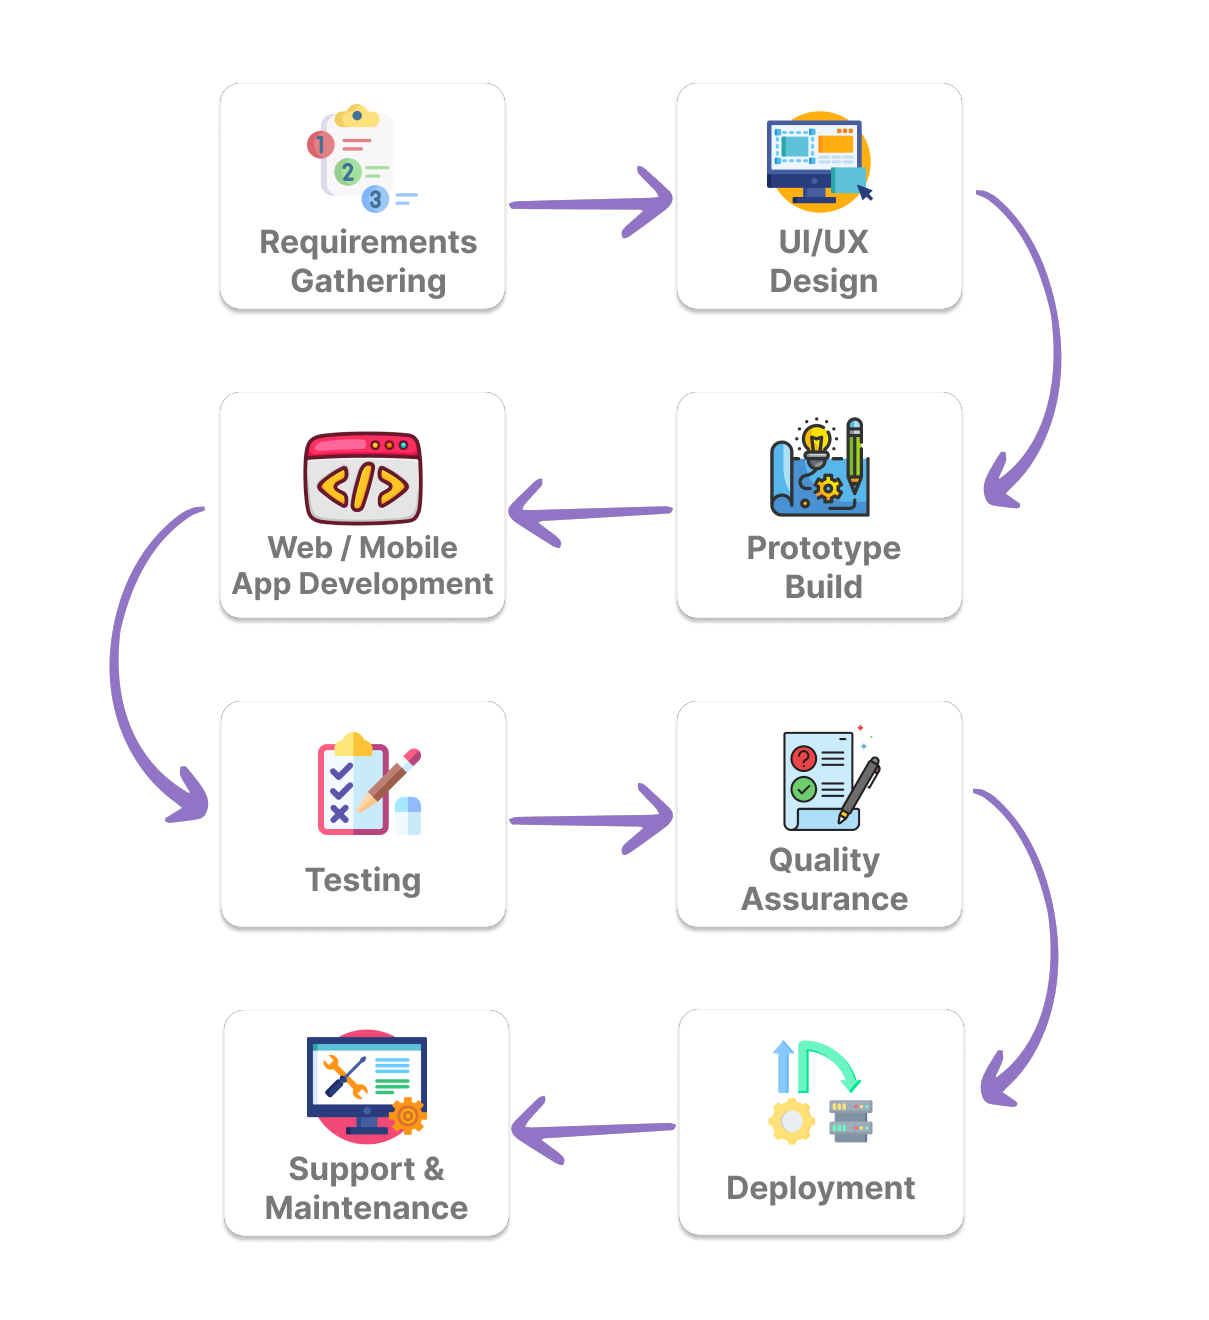 1
2
3
Requirements
Gathering
UI/UX
Design
Prototype
Build
</>
Web / Mobile
App Development
Testing
?
Quality
Assurance
Deployment
Support &
Maintenance